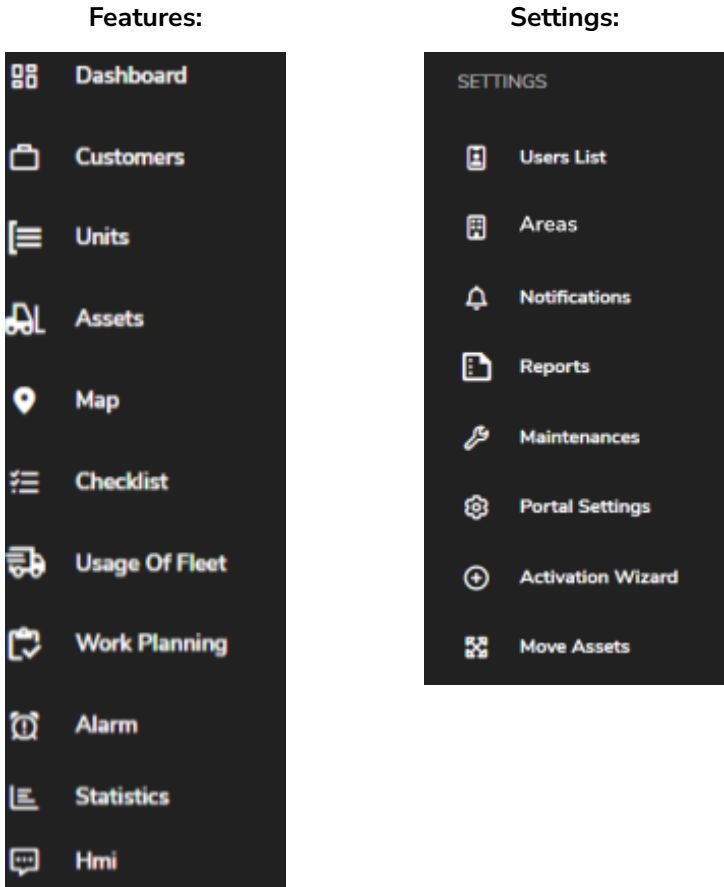 Features:
Dashboard
Customers
Units
Assets
Map
Checklist
Usage Of Fleet
Work Planning
Alarm
Statistics
Hmi
Settings:
SETTINGS
Users List
Areas
Notifications
Reports
Maintenances
Portal Settings
Activation Wizard
Move Assets